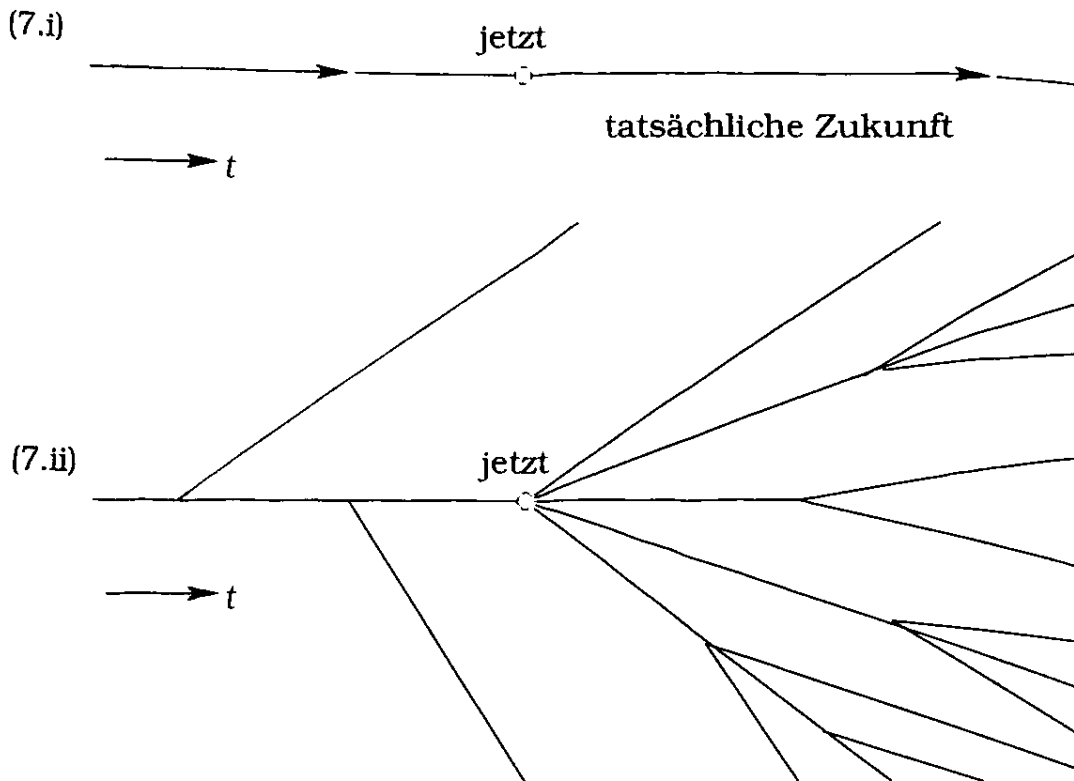 (7.i)
jetzt
tatsächliche Zukunft
t
(7.ii)
jetzt
t